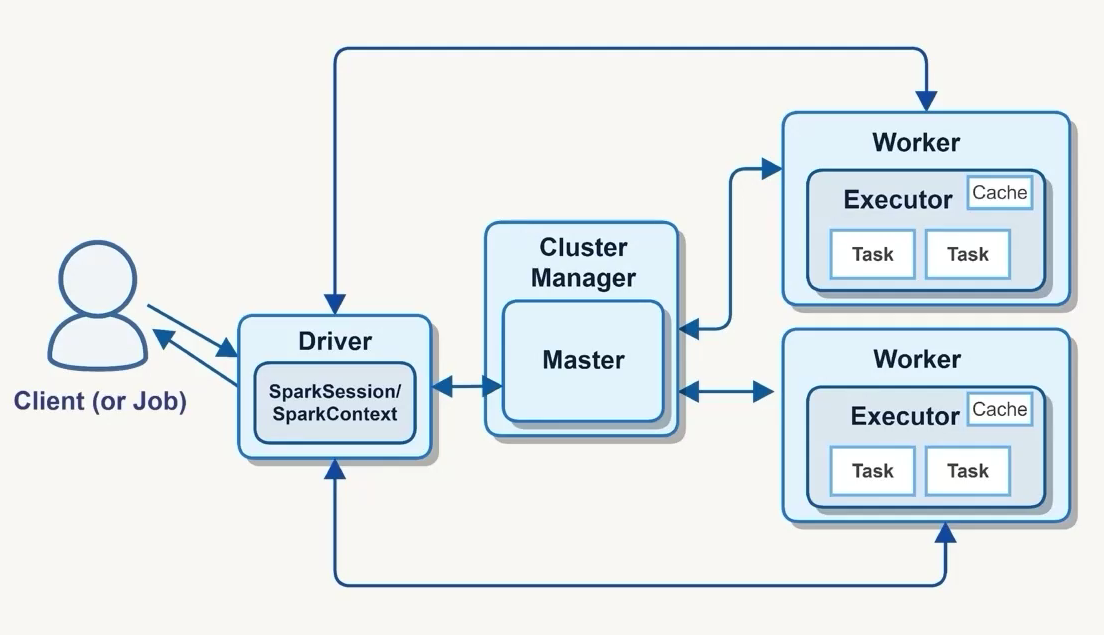 Client (or Job)
Driver
SparkSession/
SparkContext
Cluster
Manager
Master
Worker
Executor
Cache
Task
Task
Worker
Executor
Cache
Task
Task